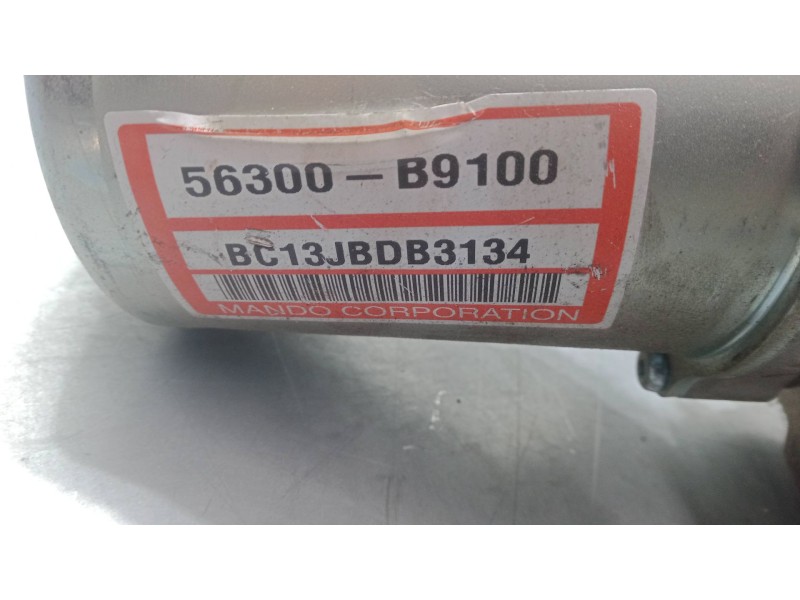 56300-B9100
BC13JBDB3134
MANDO CORPORATION